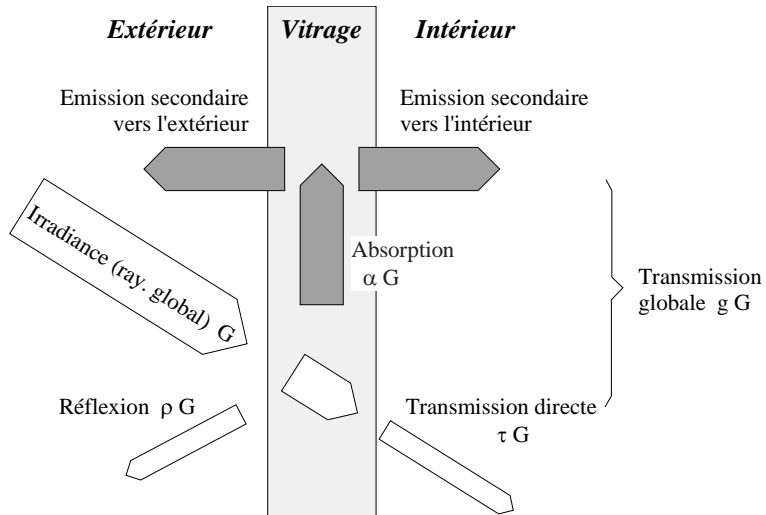 Extérieur
Vitrage
Intérieur
Emission secondaire
vers l'extérieur
Emission secondaire
vers l'intérieur
Irradiance (ray. global) G
Absorption
α G
Transmission
globale g G
Réflexion ρ G
Transmission directe
τ G